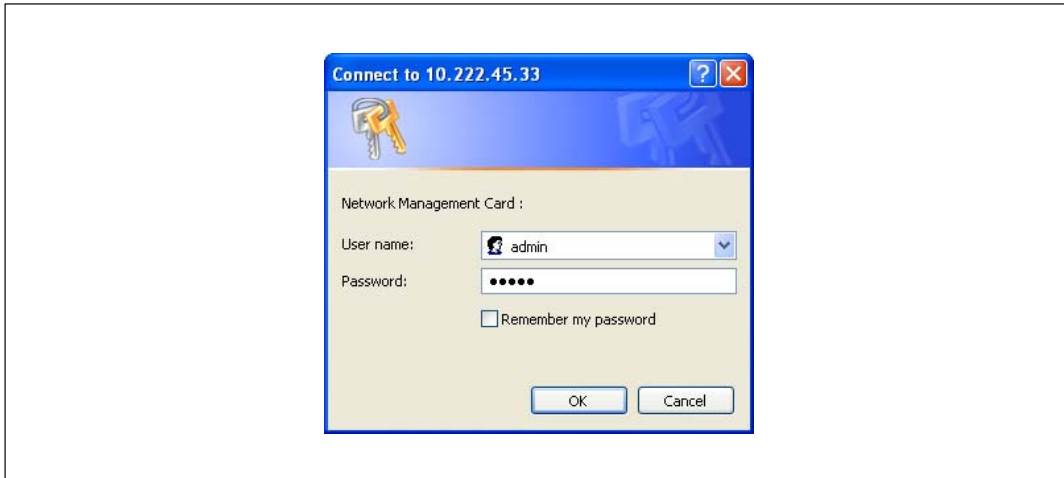 Connect to 10.222.45.33
?
Network Management Card :
User name:
admin
Password:
●●●●●
Remember my password
OK
Cancel